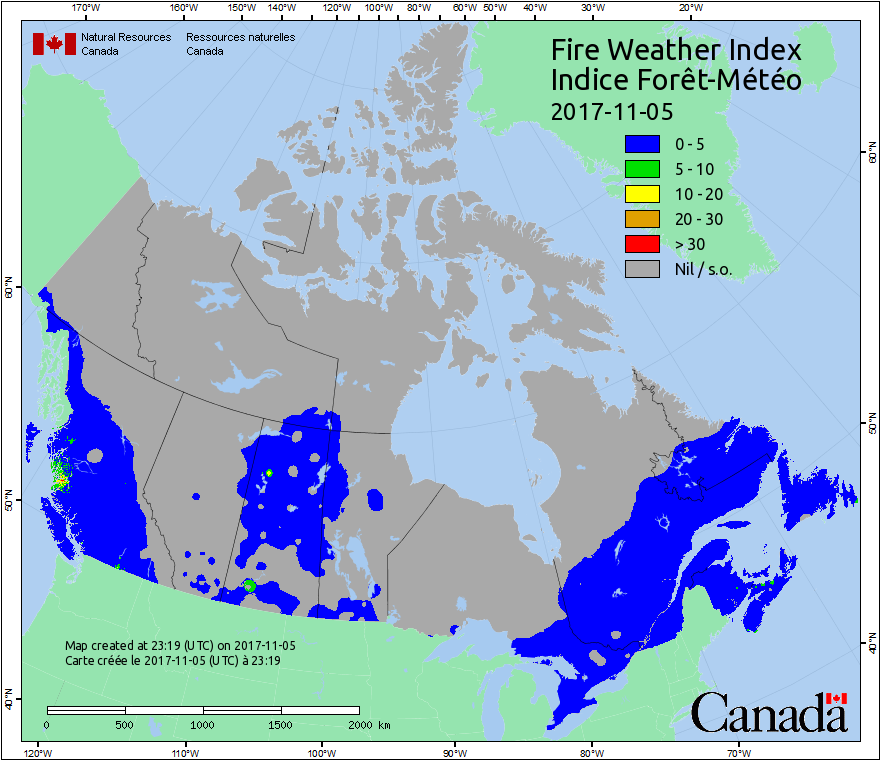 170°W 160°W 150°W 140°W 130°W 120°W 110°W 100°W 90°W 80°W 70°W 60°W 50°W 40°W 30°W 20°W
Natural Resources Ressources naturelles
Canada Canada
Fire Weather Index
Indice Forêt-Météo
2017-11-05
0 - 5
5 - 10
10 - 20
20 - 30
> 30
Nil / s.o.
60°N
60°N
50°N
50°N
40°N
40°N
Map created at 23:19 (UTC) on 2017-11-05
Carte créée le 2017-11-05 (UTC) à 23:19
0 500 1000 1500 2000 km
Canada
120°W 110°W 100°W 90°W 80°W 70°W